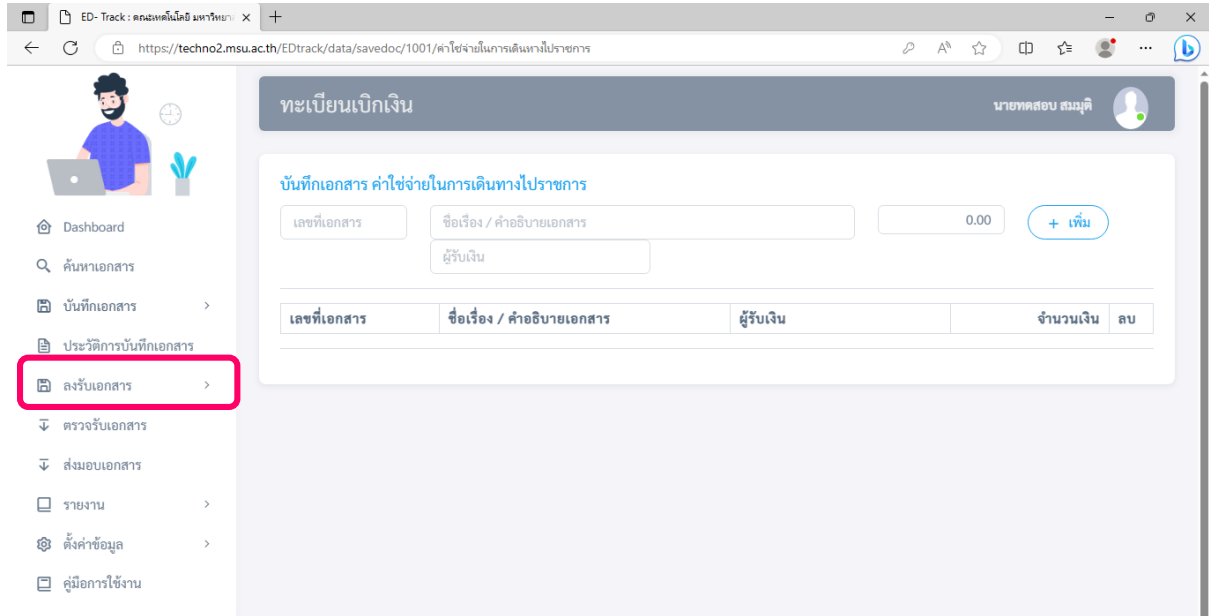 ED- Track : คณะเทคโนโลยี มหาวิทยา
https://techno2.msu.ac.th/EDtrack/data/savedoc/1001/ค่าใช่จ่ายในการเดินทางไปราชการ
ทะเบียนเบิกเงิน
นายทดสอบ สมมุติ
บันทึกเอกสาร ค่าใช่จ่ายในการเดินทางไปราชการ
เลขที่เอกสาร ชื่อเรื่อง / คำอธิบายเอกสาร 0.00 + เพิ่ม
ผู้รับเงิน
เลขที่เอกสาร ชื่อเรื่อง / คำอธิบายเอกสาร ผู้รับเงิน จำนวนเงิน ลบ
Dashboard
ค้นหาเอกสาร
บันทึกเอกสาร
ประวัติการบันทึกเอกสาร
ลงรับเอกสาร
ตรวจรับเอกสาร
ส่งมอบเอกสาร
รายงาน
ตั้งค่าข้อมูล
คู่มือการใช้งาน